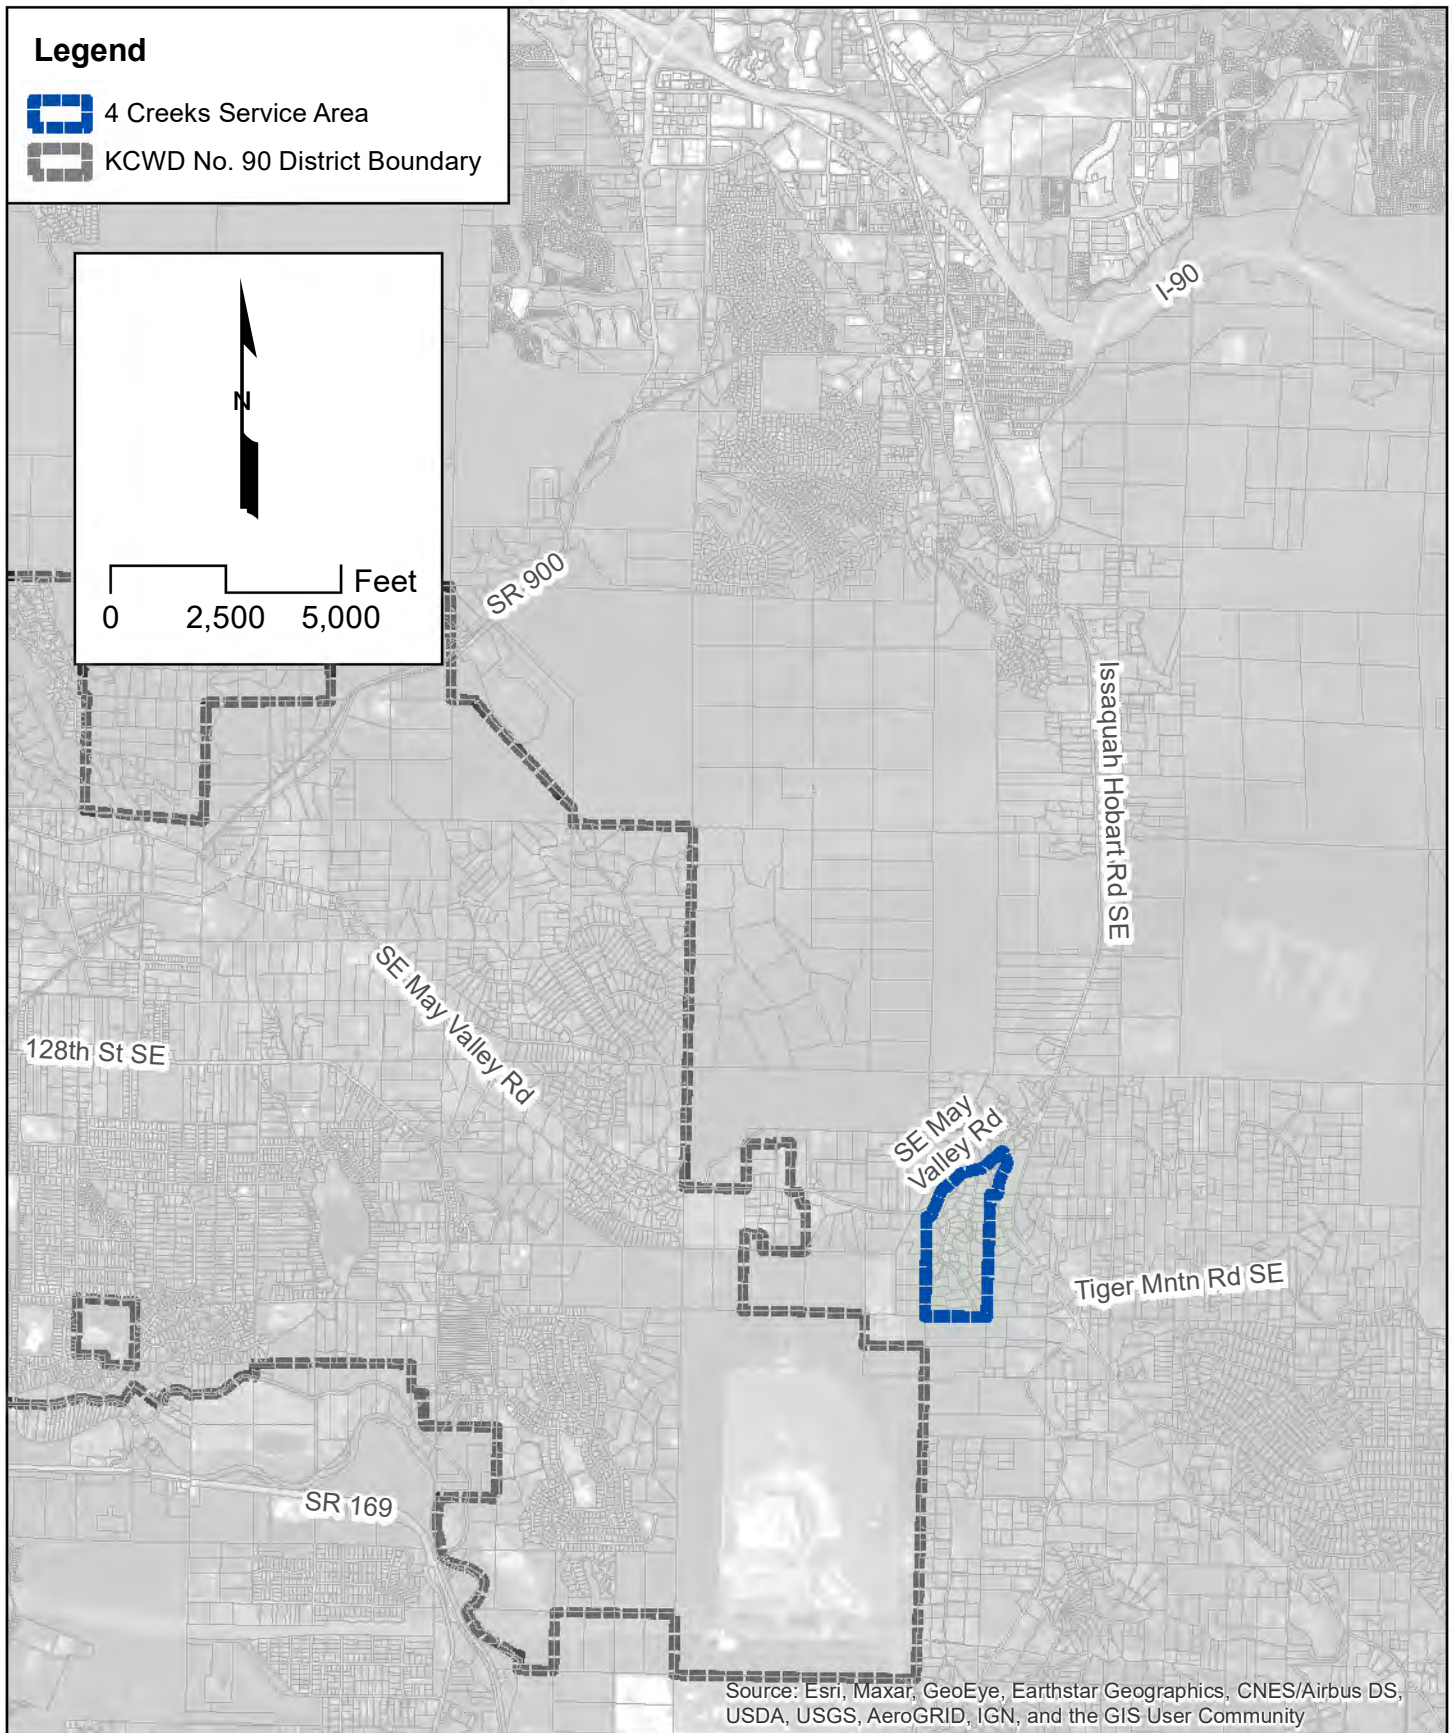 Legend
4 Creeks Service Area
KCWD No. 90 District Boundary
I-90
N
SR 900
Feet
0 2,500 5,000
Issaquah Hobart Rd SE
SE May Valley Rd
128th St SE
SE May
Valley Rd
Tiger Mntn Rd SE
SR 169
Source: Esri, Maxar, GeoEye, Earthstar Geographics, CNES/Airbus DS,
USDA, USGS, AeroGRID, IGN, and the GIS User Community